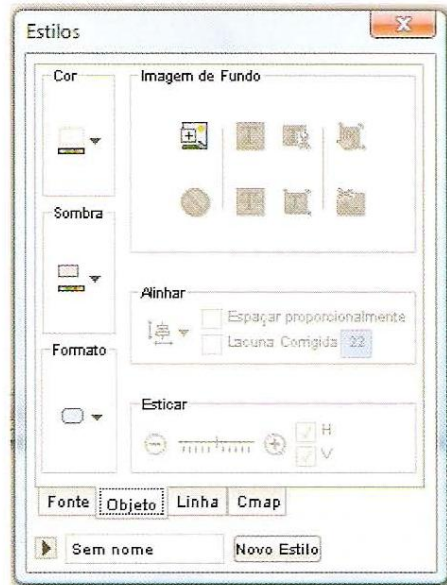 Estilos
Cor
Imagem de Fundo
Sombra
Alinhar
Espaçar proporcionalmente
Lacuna Corrigida 22
Formato
Esticar
H
V
Fonte Objeto Linha Cmap
Sem nome Novo Estilo